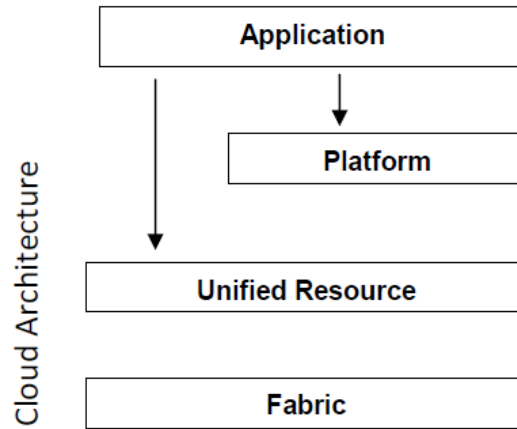 Application
Platform
Unified Resource
Fabric
Cloud Architecture